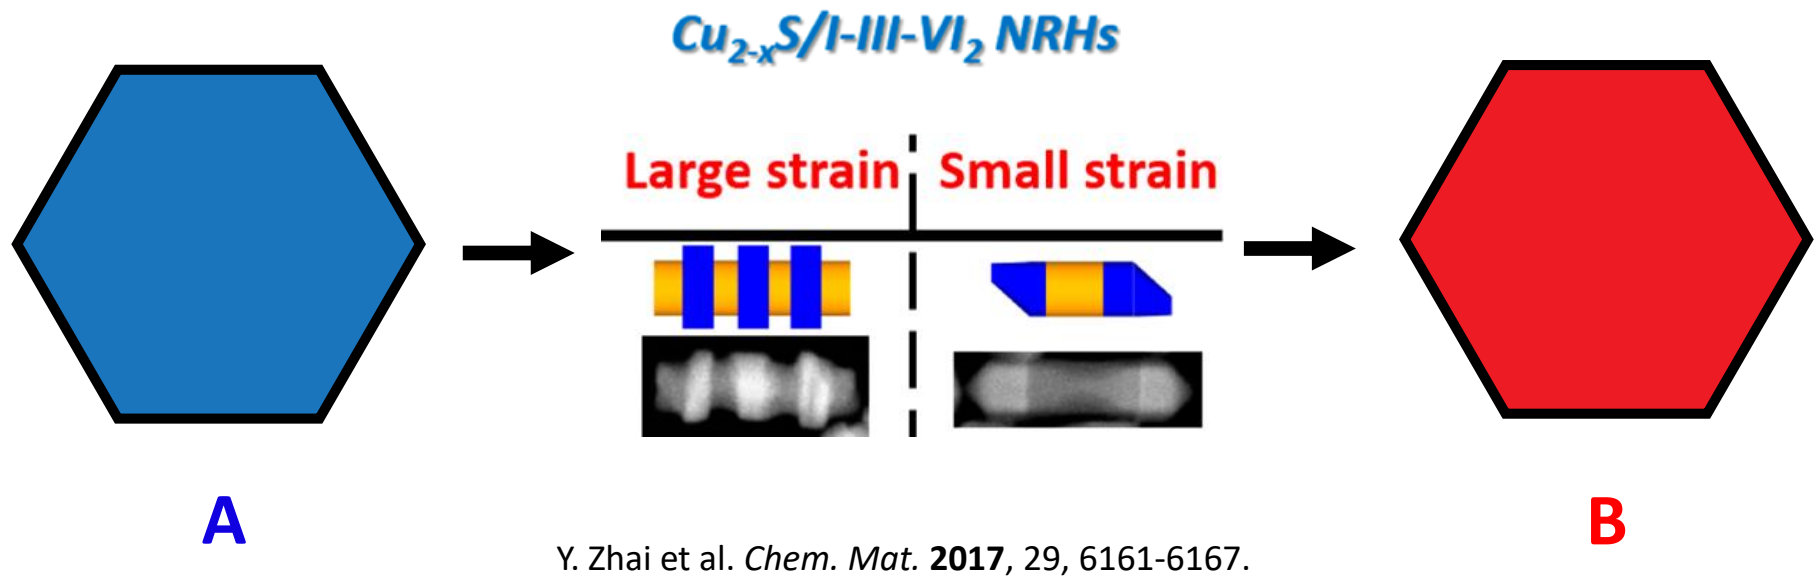 Cu2-xS/I-III-VI2 NRHs
Large strain
Small strain
A
B
Y. Zhai et al. Chem. Mat. 2017, 29, 6161-6167.